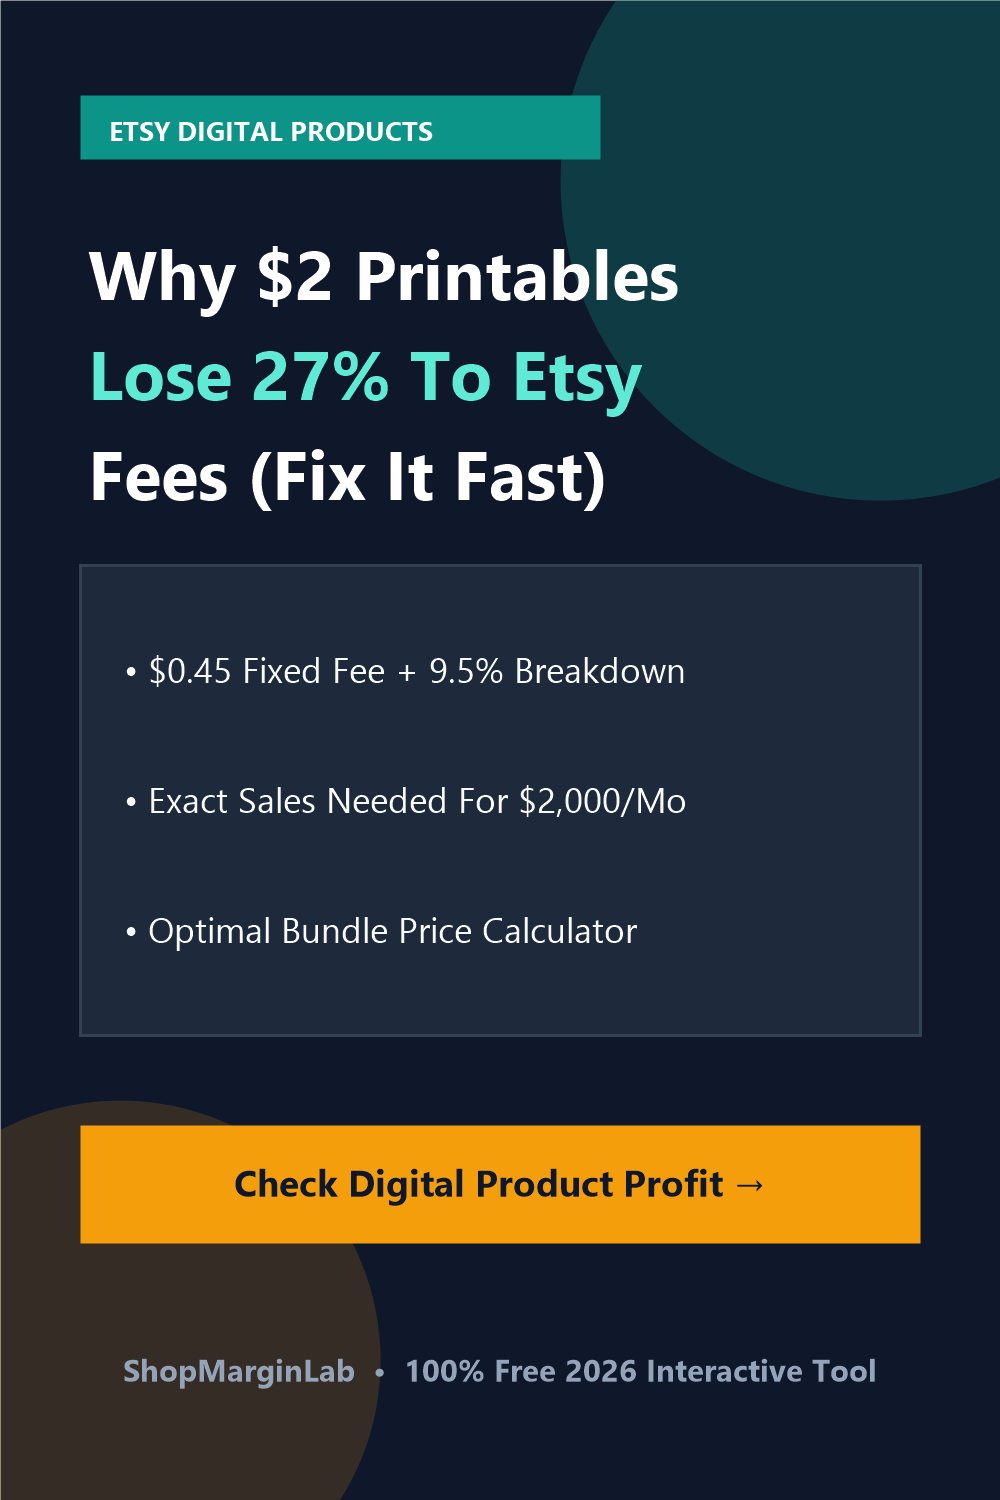 ETSY DIGITAL PRODUCTS
Why $2 Printables
Lose 27% To Etsy
Fees (Fix It Fast)
• $0.45 Fixed Fee + 9.5% Breakdown
• Exact Sales Needed For $2,000/Mo
• Optimal Bundle Price Calculator
Check Digital Product Profit →
ShopMarginLab • 100% Free 2026 Interactive Tool